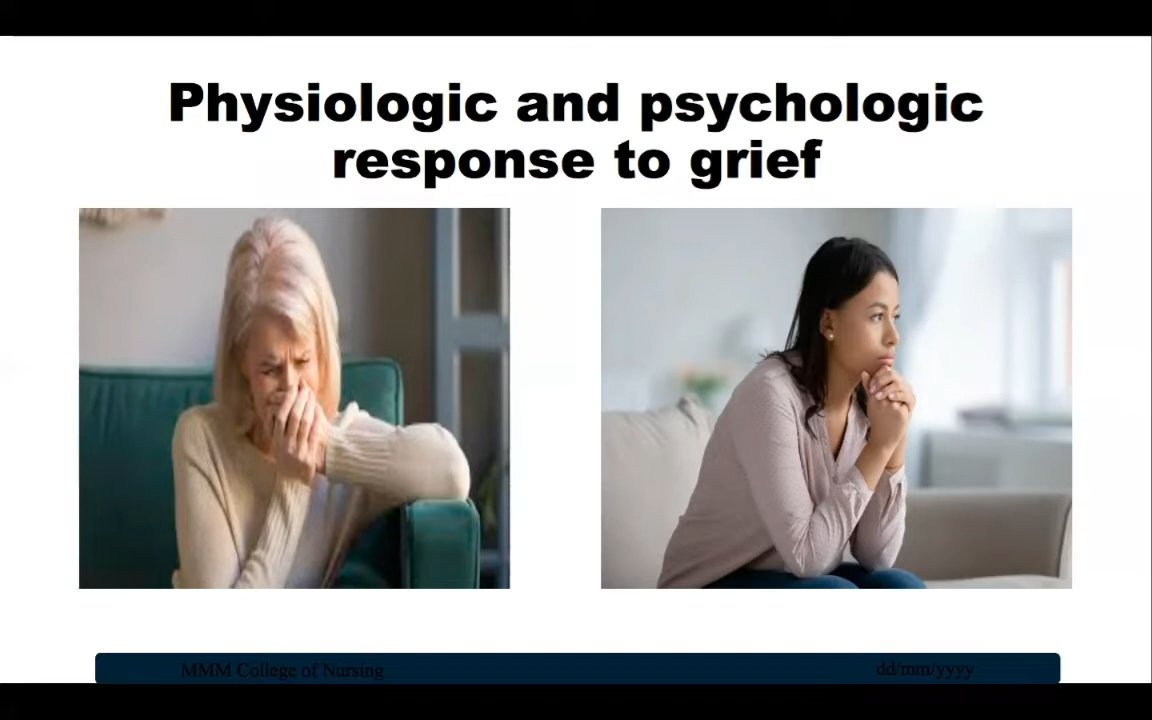 Physiologic and psychologic
response to grief
MMM College of Nursing
dd/mm/yyyy